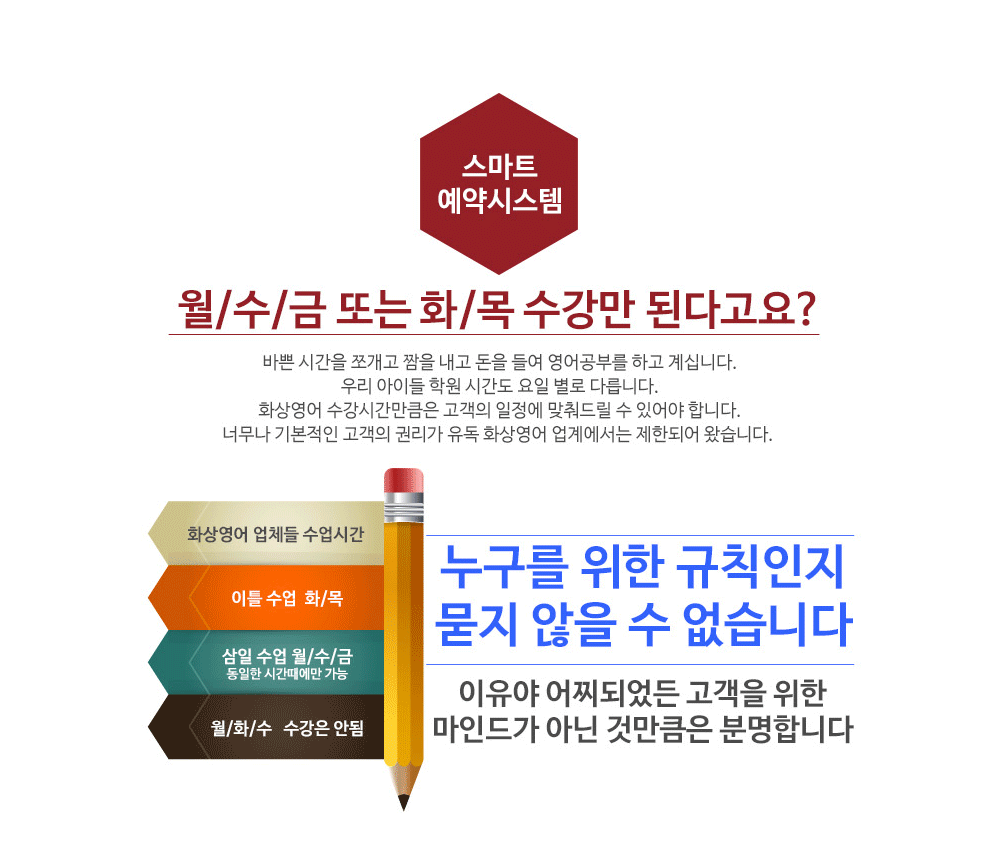 스마트
예약시스템
월/수/금 또는 화/목 수강만 된다고요?
바쁜 시간을 쪼개고 짬을 내고 돈을 들여 영어공부를 하고 계십니다.
우리 아이들 학원 시간도 요일 별로 다릅니다.
화상영어 수강시간만큼은 고객의 일정에 맞춰드릴 수 있어야 합니다.
너무나 기본적인 고객의 권리가 유독 화상영어 업계에서는 제한되어 왔습니다.
화상영어 업체들 수업시간
이틀 수업 화/목
삼일 수업 월/수/금
동일한 시간때에만 가능
월/화/수 수강은 안됨
누구를 위한 규칙인지
묻지 않을 수 없습니다
이유야 어찌되었든 고객을 위한
마인드가 아닌 것만큼은 분명합니다